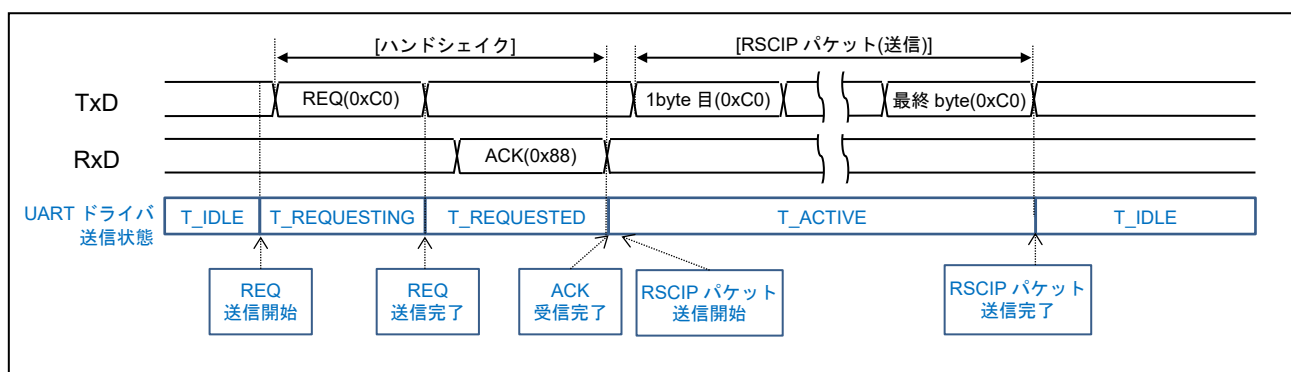 [ハンドシェイク]
[RSCIP パケット(送信)]
TxD
REQ(0xC0)
1byte 目(0xC0)
最終 byte(0xC0)
RxD
ACK(0x88)
UART ドライバ
送信状態
T_IDLE
T_REQUESTING
T_REQUESTED
T_ACTIVE
T_IDLE
REQ
送信開始
REQ
送信完了
ACK
受信完了
RSCIP パケット
送信開始
RSCIP パケット
送信完了